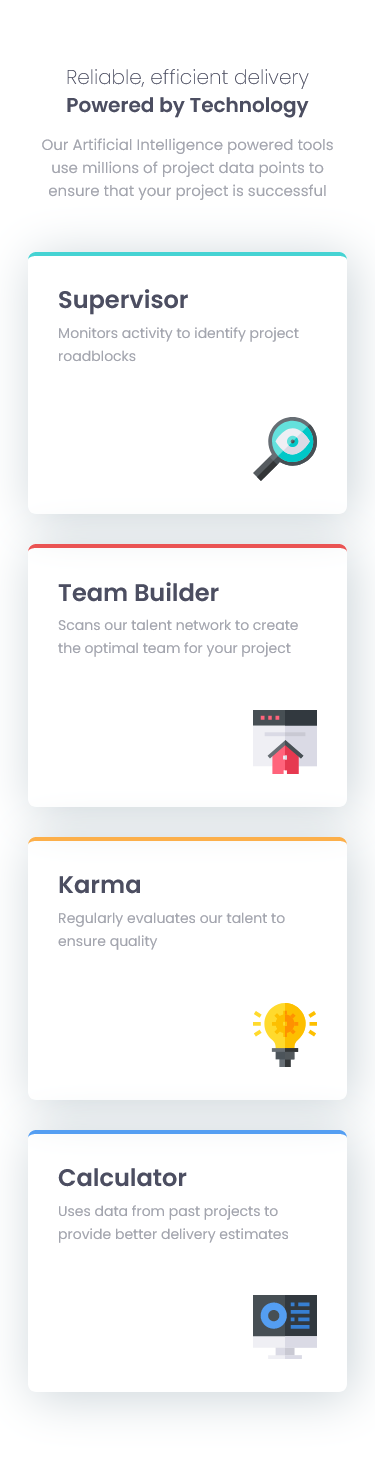 Reliable, efficient delivery
Powered by Technology
Our Artificial Intelligence powered tools
use millions of project data points to
ensure that your project is successful
Supervisor
Monitors activity to identify project
roadblocks
Team Builder
Scans our talent network to create
the optimal team for your project
Karma
Regularly evaluates our talent to
ensure quality
Calculator
Uses data from past projects to
provide better delivery estimates